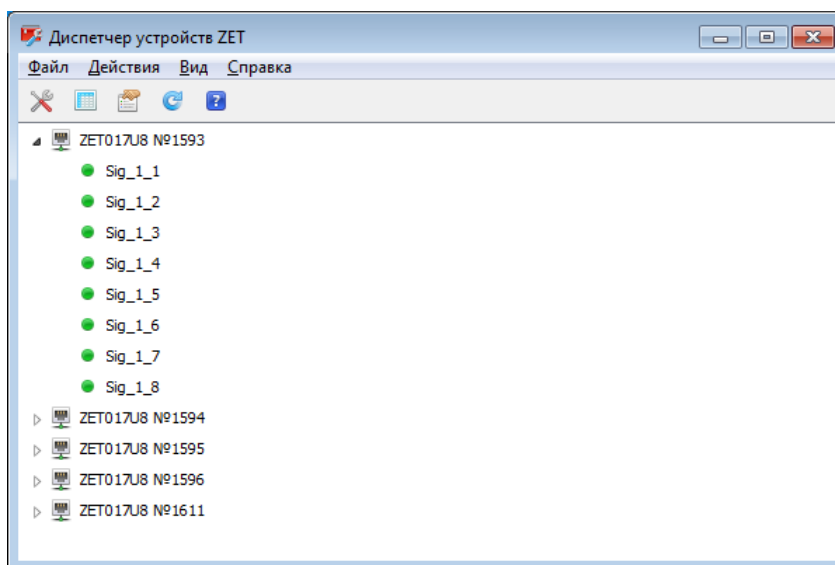 Диспетчер устройств ZET
Файл Действия Вид Справка
ZET017U8 №1593
Sig_1_1
Sig_1_2
Sig_1_3
Sig_1_4
Sig_1_5
Sig_1_6
Sig_1_7
Sig_1_8
ZET017U8 №1594
ZET017U8 №1595
ZET017U8 №1596
ZET017U8 №1611